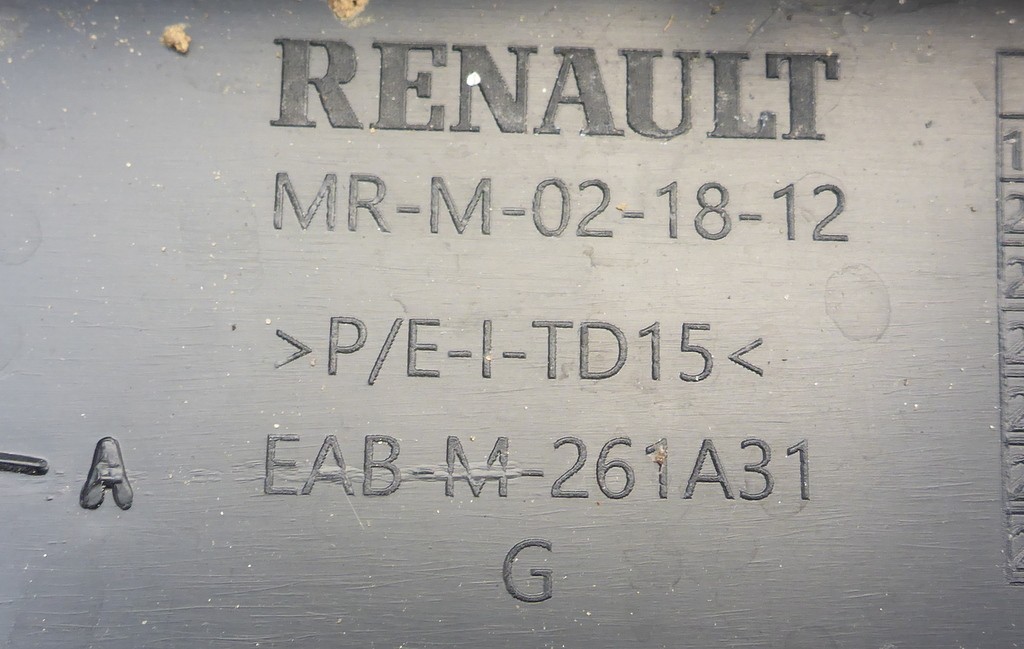 RENAULT
MR-M-02-18-12
>P/E-I-TD15<
A
EAB-M-261A31
G